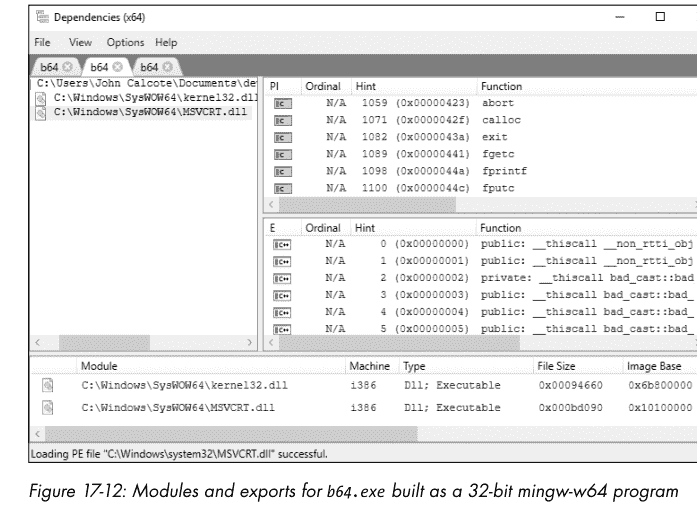 Dependencies (x64)
File View Options Help
b64 b64 b64
C:\Users\John Calcote\Documents\de
C:\Windows\SysWOW64\kernel32.dll
C:\Windows\SysWOW64\MSVCRT.dll
PI Ordinal Hint Function
C N/A 1059 (0x00000423) abort
C N/A 1071 (0x0000042f) calloc
C N/A 1082 (0x0000043a) exit
C N/A 1089 (0x00000441) fgetc
C N/A 1098 (0x0000044a) fprintf
C N/A 1100 (0x0000044c) fputc
E Ordinal Hint Function
C++ N/A 0 (0x00000000) public: __thiscall __non_rtti_obj
C++ N/A 1 (0x00000001) public: __thiscall __non_rtti_obj
C++ N/A 2 (0x00000002) private: __thiscall bad_cast::bad
C++ N/A 3 (0x00000003) public: __thiscall bad_cast::bad_
C++ N/A 4 (0x00000004) public: __thiscall bad_cast::bad_
C++ N/A 5 (0x00000005) public: __thiscall bad_cast::bad_
Module Machine Type File Size Image Base
C:\Windows\SysWOW64\kernel32.dll i386 Dll; Executable 0x00094660 0x6b800000
C:\Windows\SysWOW64\MSVCRT.dll i386 Dll; Executable 0x000bd090 0x10100000
Loading PE file "C:\Windows\system32\MSVCRT.dll" successful.
Figure 17-12: Modules and exports for b64.exe built as a 32-bit mingw-w64 program